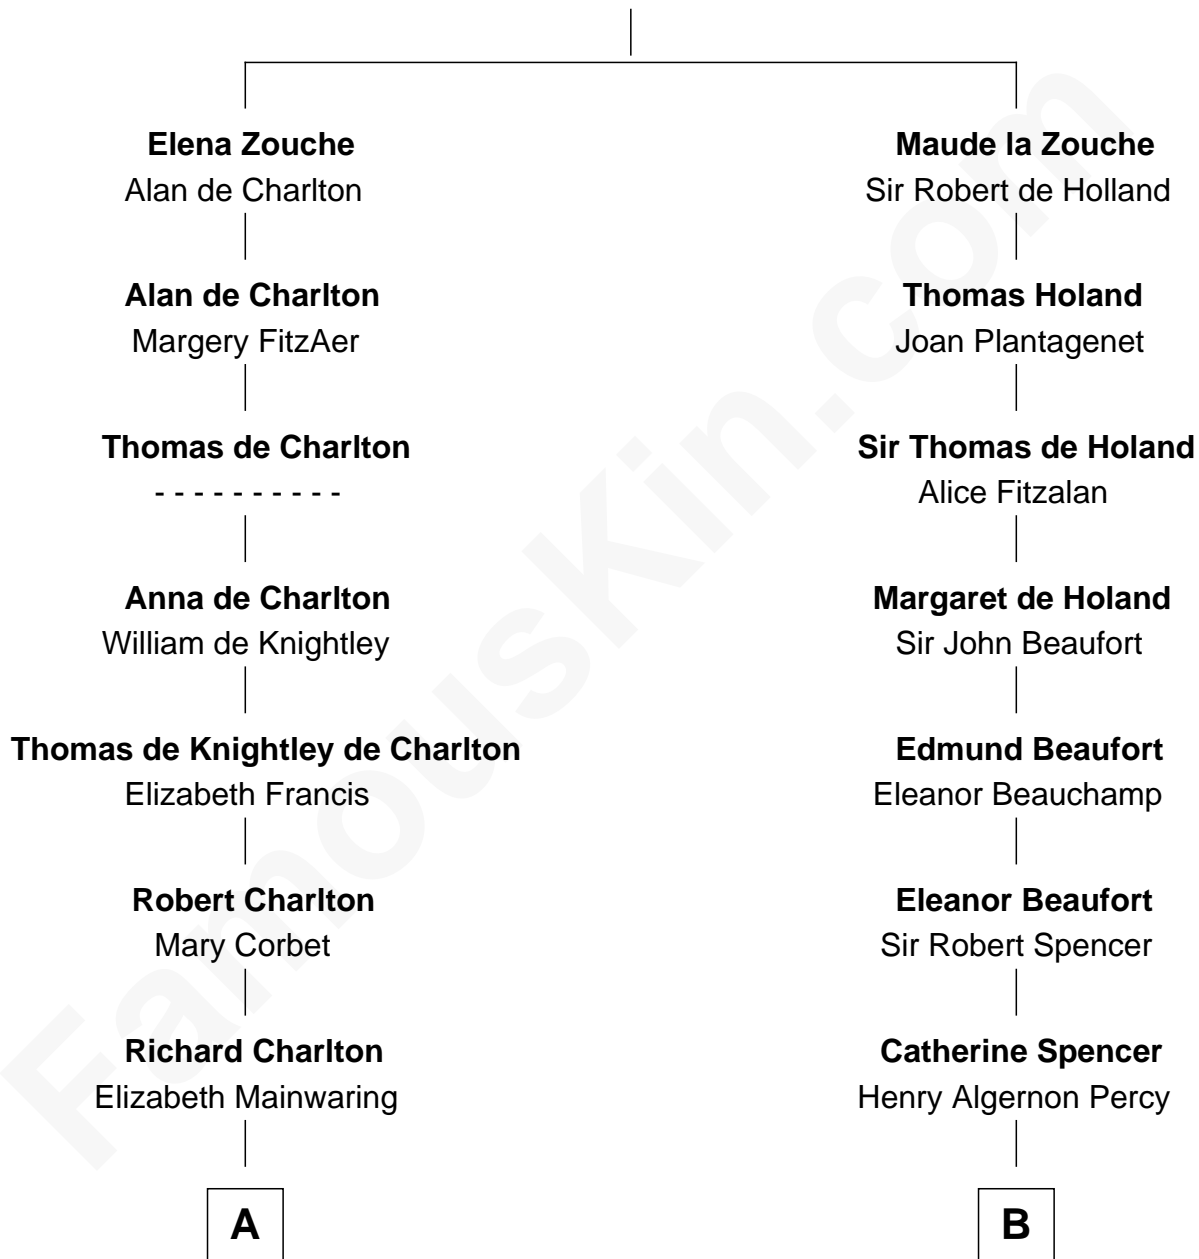 Elena Zouche
Alan de Charlton
Alan de Charlton
Margery FitzAer
Thomas de Charlton
- - - - - - - - - -
Anna de Charlton
William de Knightley
Thomas de Knightley de Charlton
Elizabeth Francis
Robert Charlton
Mary Corbet
Richard Charlton
Elizabeth Mainwaring
A
Maude la Zouche
Sir Robert de Holland
Thomas Holand
Joan Plantagenet
Sir Thomas de Holand
Alice Fitzalan
Margaret de Holand
Sir John Beaufort
Edmund Beaufort
Eleanor Beauchamp
Eleanor Beaufort
Sir Robert Spencer
Catherine Spencer
Henry Algernon Percy
B
FamousKin.com